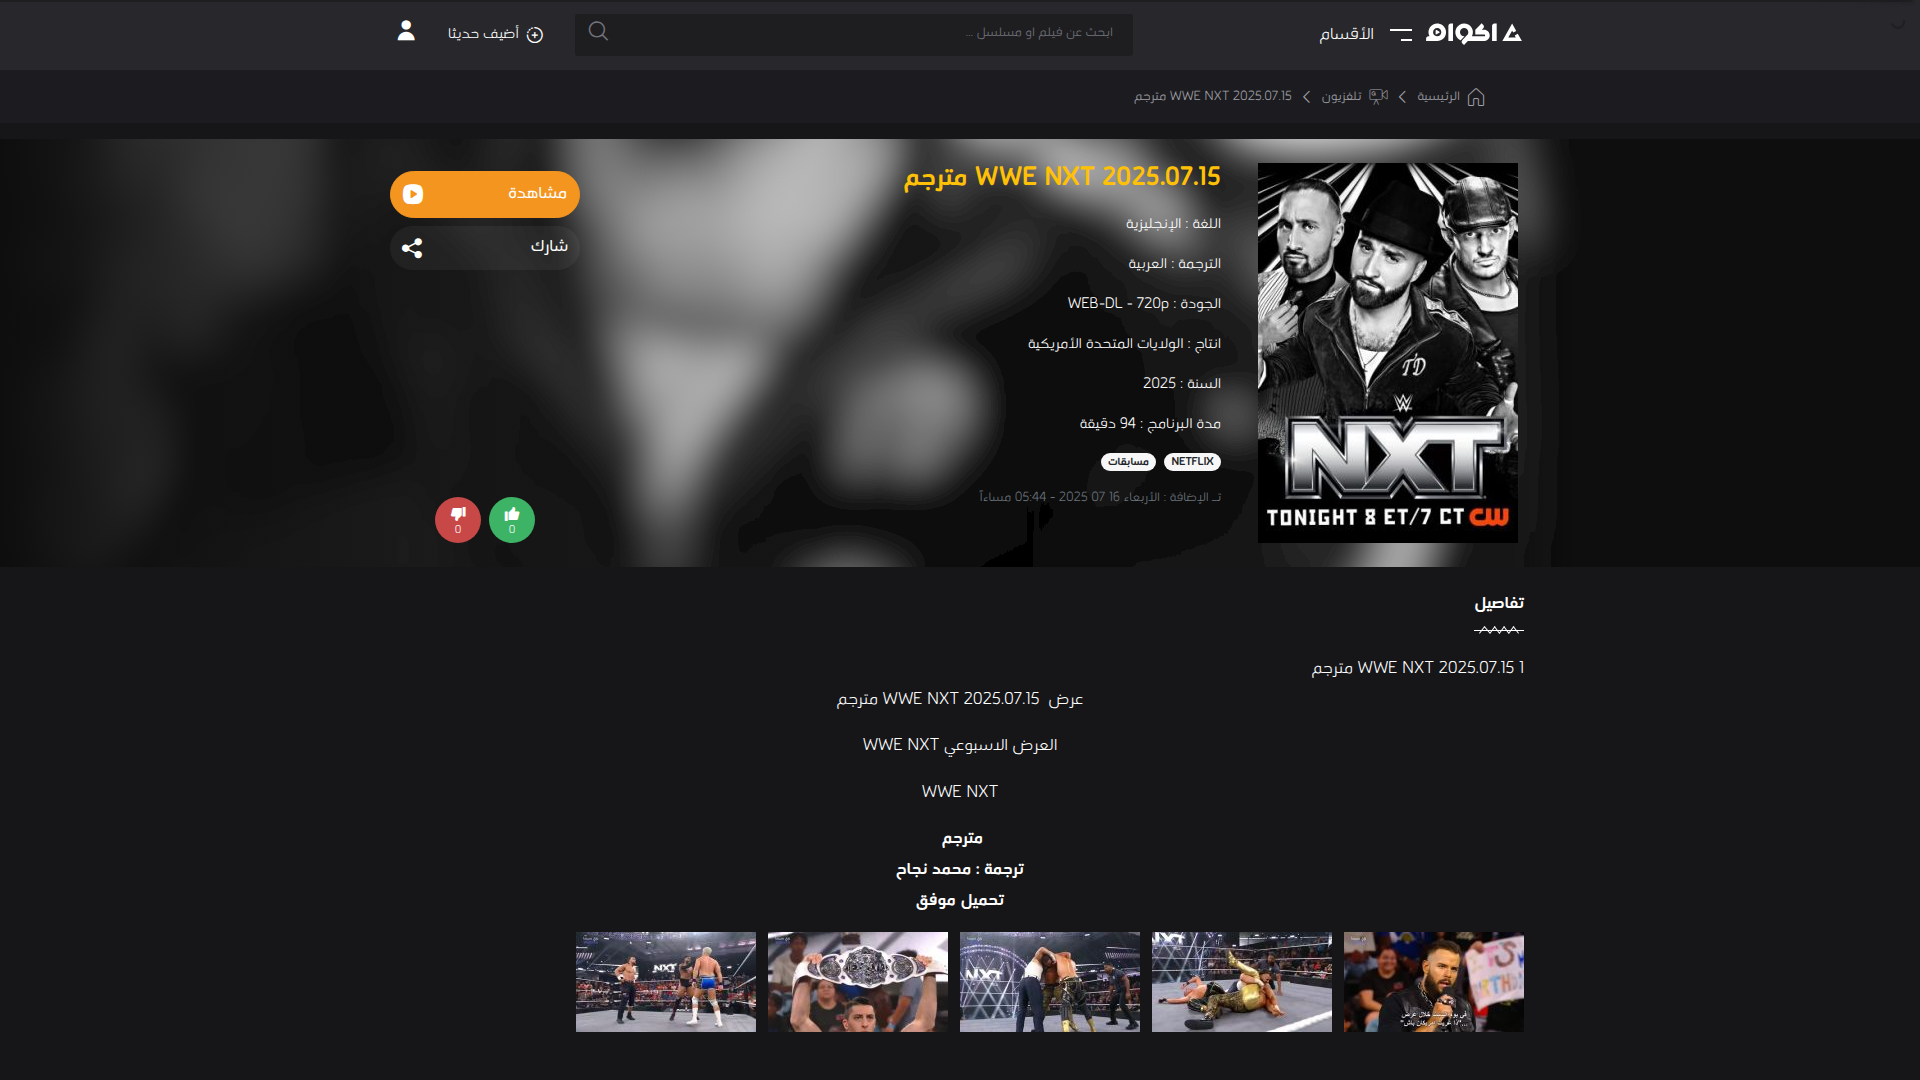 اكوام
الأقسام
ابحث عن فيلم او مسلسل ...
أضيف حديثا
الرئيسية
تلفزيون
WWE NXT 2025.07.15 مترجم
WWE NXT 2025.07.15 مترجم
اللغة : الإنجليزية
الترجمة : العربية
الجودة : WEB-DL - 720p
انتاج : الولايات المتحدة الأمريكية
السنة : 2025
مدة البرنامج : 94 دقيقة
NETFLIX
مسابقات
تـ الإضافة : الأربعاء 16 07 2025 - 05:44 مساءاً
مشاهدة
شارك
0
0
TD
W
NXT
TONIGHT 8 ET/7 CT CW
تفاصيل
WWE NXT 2025.07.15 1 مترجم
عرض WWE NXT 2025.07.15 مترجم
العرض الاسبوعي WWE NXT
WWE NXT
مترجم
ترجمة : محمد نجاح
تحميل موفق
NXT
NXT